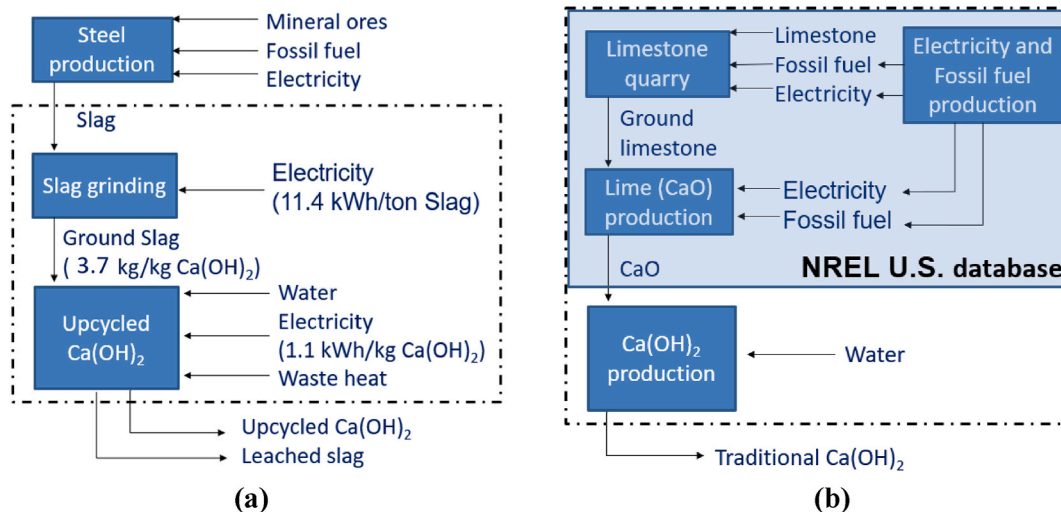 Steel
production
Mineral ores
Fossil fuel
Electricity
Slag
Slag grinding
Electricity
(11.4 kWh/ton Slag)
Ground Slag
( 3.7 kg/kg Ca(OH)₂)
Upcycled
Ca(OH)₂
Water
Electricity
(1.1 kWh/kg Ca(OH)₂)
Waste heat
Upcycled Ca(OH)₂
Leached slag
(a)
Limestone
quarry
Limestone
Fossil fuel
Electricity
Electricity and
Fossil fuel
production
Ground
limestone
Lime (CaO)
production
Electricity
Fossil fuel
CaO
NREL U.S. database
Ca(OH)₂
production
Water
Traditional Ca(OH)₂
(b)